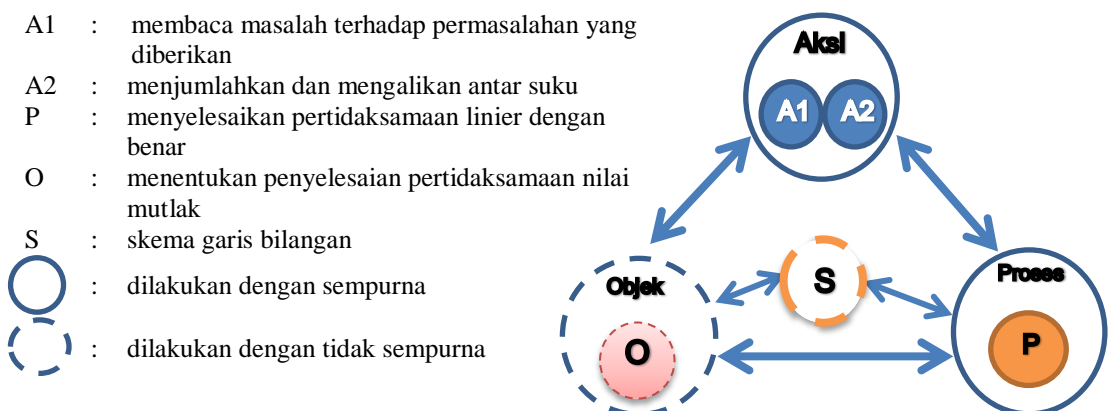 A1 : membaca masalah terhadap permasalahan yang
diberikan
A2 : menjumlahkan dan mengalikan antar suku
P : menyelesaikan pertidaksamaan linier dengan
benar
O : menentukan penyelesaian pertidaksamaan nilai
mutlak
S : skema garis bilangan
: dilakukan dengan sempurna
: dilakukan dengan tidak sempurna
Aksi
A1 A2
S
Objek
O
Proses
P